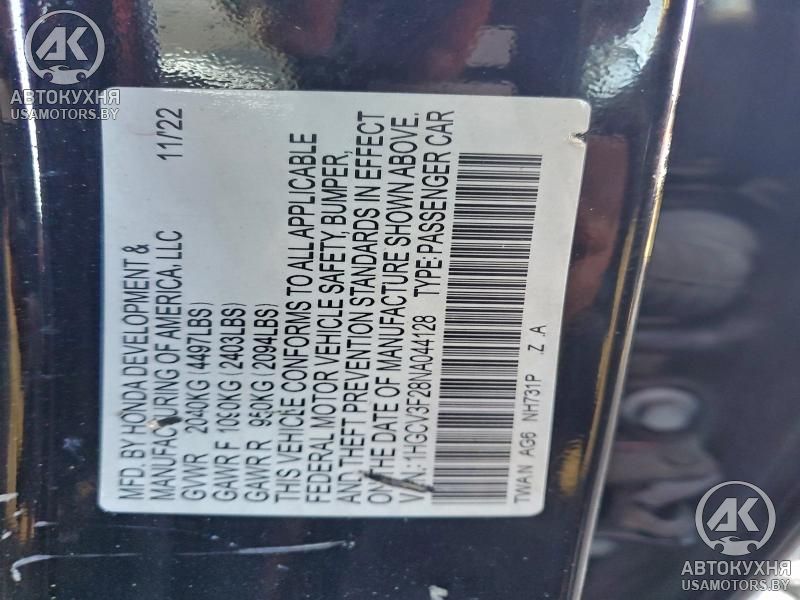 MFD. BY HONDA DEVELOPMENT &
MANUFACTURING OF AMERICA, LLC 11/22
GVWR 2040KG (4497LBS)
GAWR F 1090KG (2403LBS)
GAWR R 950KG (2094LBS)
THIS VEHICLE CONFORMS TO ALL APPLICABLE
FEDERAL MOTOR VEHICLE SAFETY, BUMPER,
AND THEFT PREVENTION STANDARDS IN EFFECT
ON THE DATE OF MANUFACTURE SHOWN ABOVE.
V.I.N.:1HGCV3F28NA044128 TYPE:PASSENGER CAR
TWAN AG6 NH731P .Z .A
АК
АВТОКУХНЯ
USAMOTORS.BY
АК
АВТОКУХНЯ
USAMOTORS.BY